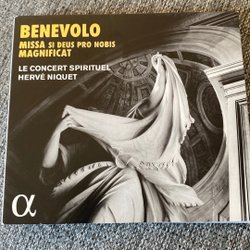 BENEVOLO
MISSA SI DEUS PRO NOBIS
MAGNIFICAT
LE CONCERT SPIRITUEL
HERVÉ NIQUET
α